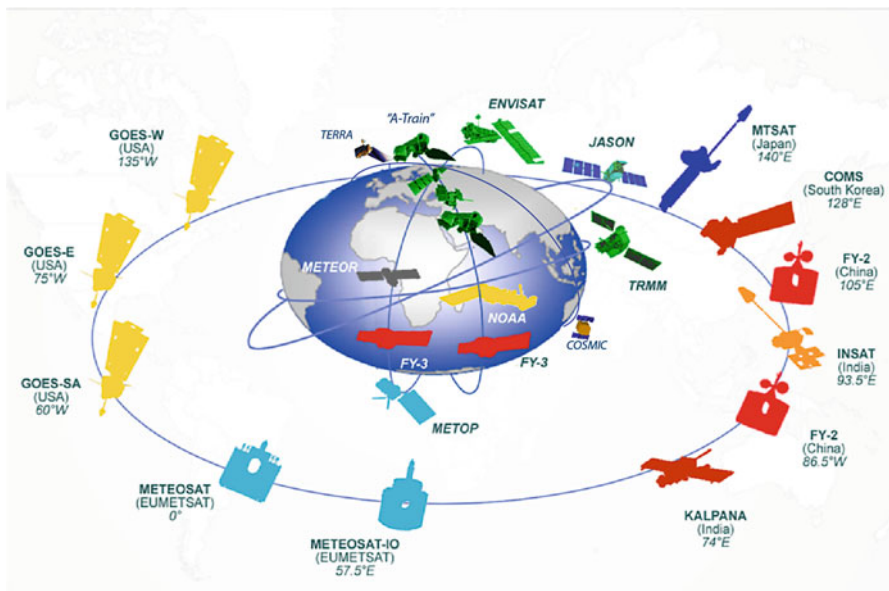 ENVISAT
"A-Train"
TERRA
JASON
GOES-W
(USA)
135°W
MTSAT
(Japan)
140°E
COMS
(South Korea)
128°E
GOES-E
(USA)
75°W
METEOR
FY-2
(China)
105°E
TRMM
NOAA
COSMIC
FY-3
FY-3
INSAT
(India)
93.5°E
GOES-SA
(USA)
60°W
METOP
FY-2
(China)
86.5°W
METEOSAT
(EUMETSAT)
0°
KALPANA
(India)
74°E
METEOSAT-IO
(EUMETSAT)
57.5°E